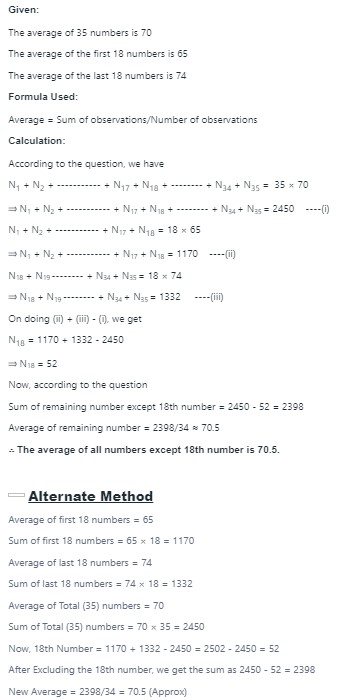 Given:
The average of 35 numbers is 70
The average of the first 18 numbers is 65
The average of the last 18 numbers is 74
Formula Used:
Average = Sum of observations/Number of observations
Calculation:
According to the question, we have
N₁ + N₂ + ----------- + N₁₇ + N₁₈ + -------- + N₃₄ + N₃₅ = 35 × 70
⇒ N₁ + N₂ + ----------- + N₁₇ + N₁₈ + -------- + N₃₄ + N₃₅ = 2450 ----(i)
N₁ + N₂ + ----------- + N₁₇ + N₁₈ = 18 × 65
⇒ N₁ + N₂ + ----------- + N₁₇ + N₁₈ = 1170 ----(ii)
N₁₈ + N₁₉-------- + N₃₄ + N₃₅ = 18 × 74
⇒ N₁₈ + N₁₉-------- + N₃₄ + N₃₅ = 1332 ----(iii)
On doing (ii) + (iii) - (i), we get
N₁₈ = 1170 + 1332 - 2450
⇒ N₁₈ = 52
Now, according to the question
Sum of remaining number except 18th number = 2450 - 52 = 2398
Average of remaining number = 2398/34 ≈ 70.5
∴ The average of all numbers except 18th number is 70.5.
Alternate Method
Average of first 18 numbers = 65
Sum of first 18 numbers = 65 × 18 = 1170
Average of last 18 numbers = 74
Sum of last 18 numbers = 74 × 18 = 1332
Average of Total (35) numbers = 70
Sum of Total (35) numbers = 70 × 35 = 2450
Now, 18th Number = 1170 + 1332 - 2450 = 2502 - 2450 = 52
After Excluding the 18th number, we get the sum as 2450 - 52 = 2398
New Average = 2398/34 = 70.5 (Approx)